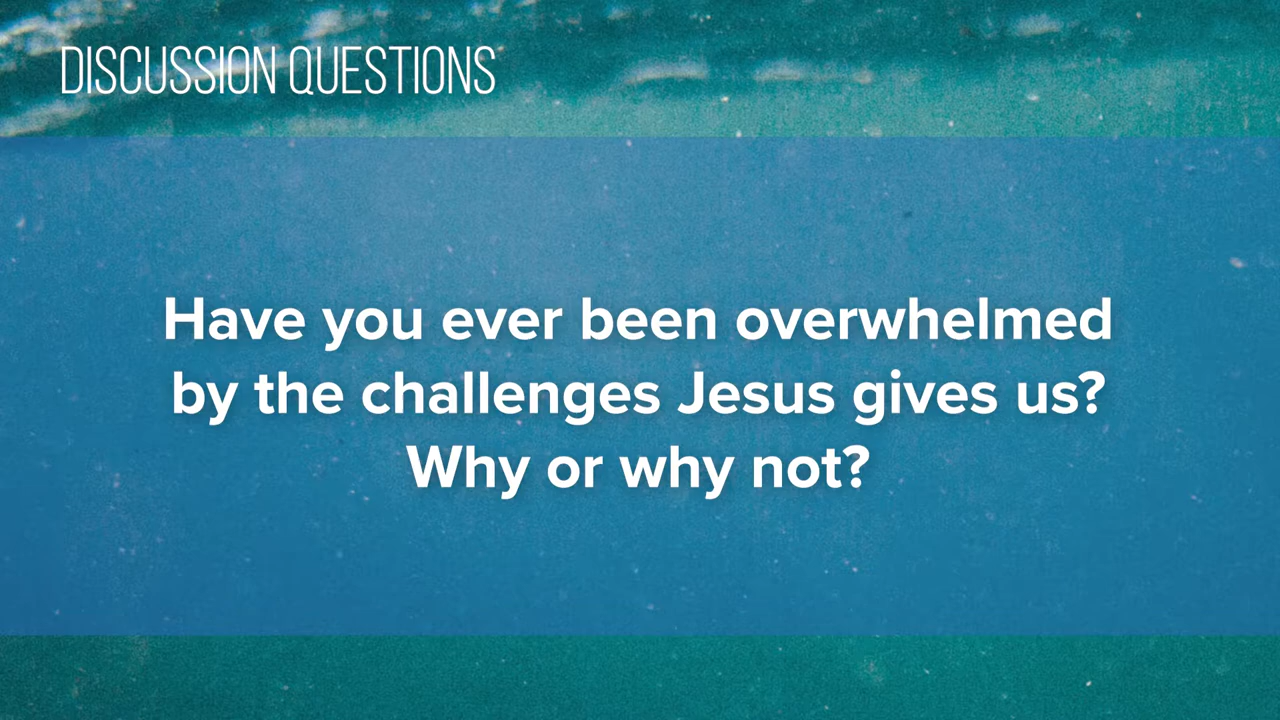 DISCUSSION QUESTIONS
Have you ever been overwhelmed
by the challenges Jesus gives us?
Why or why not?